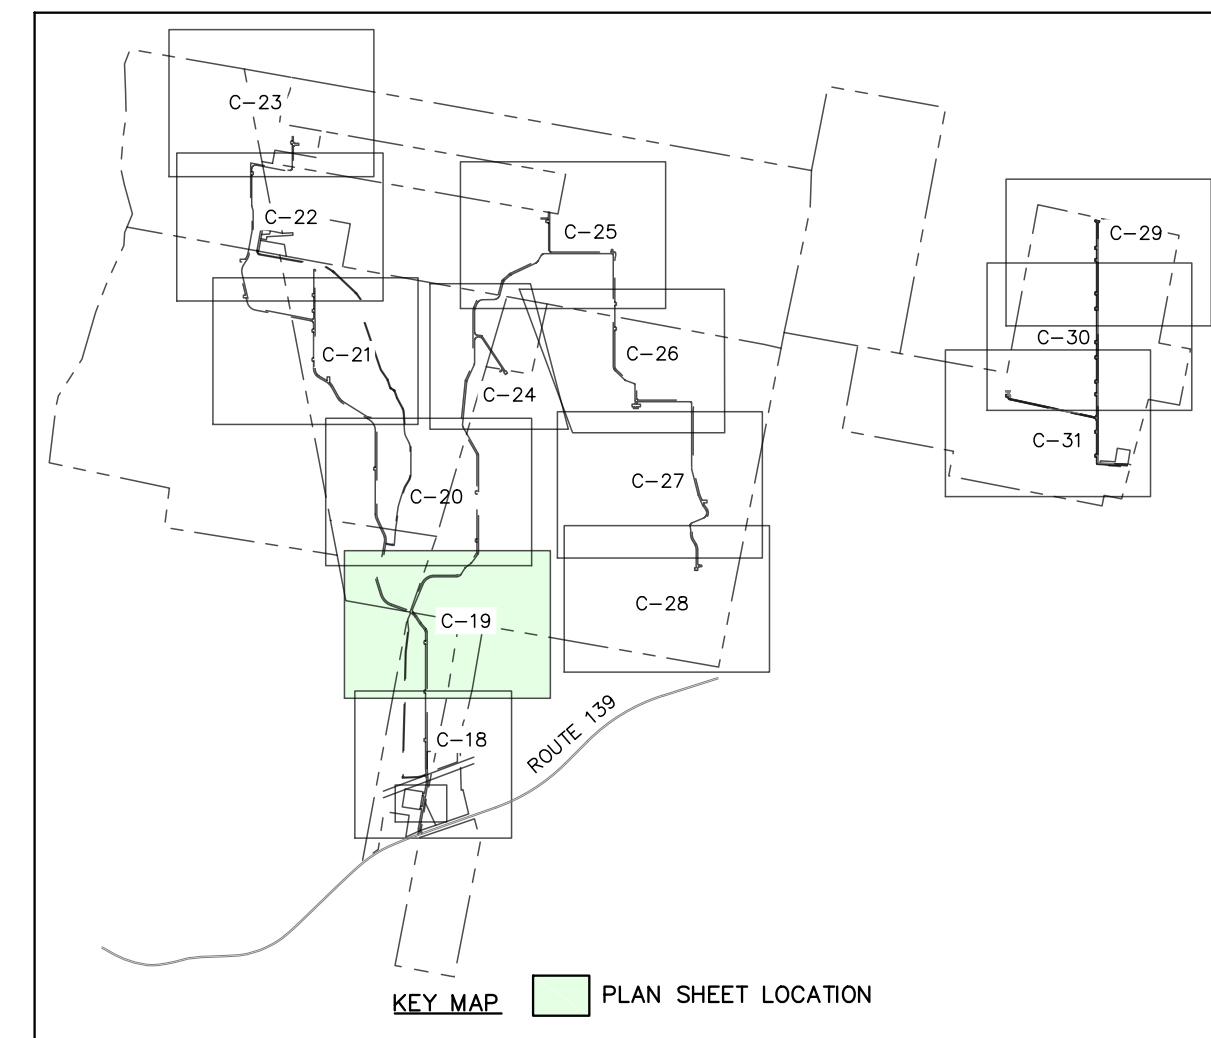 C-23
C-22
C-25
C-29
C-30
C-21
C-26
C-24
C-31
C-27
C-20
C-28
C-19
ROUTE 139
C-18
KEY MAP
PLAN SHEET LOCATION